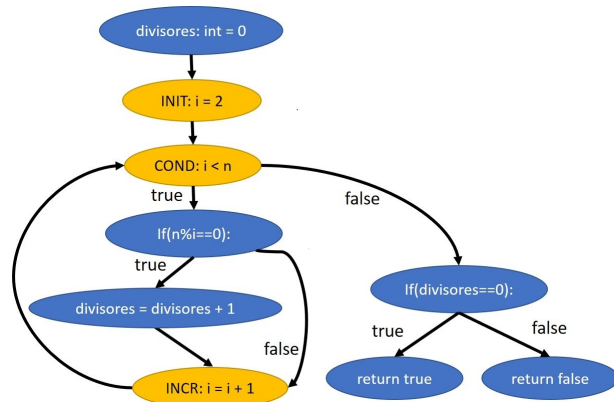 divisores: int = 0
INIT: i = 2
COND: i < n
true
false
If(n%i==0):
true
If(divisores==0):
divisores = divisores + 1
true
false
false
INCR: i = i + 1
return true
return false